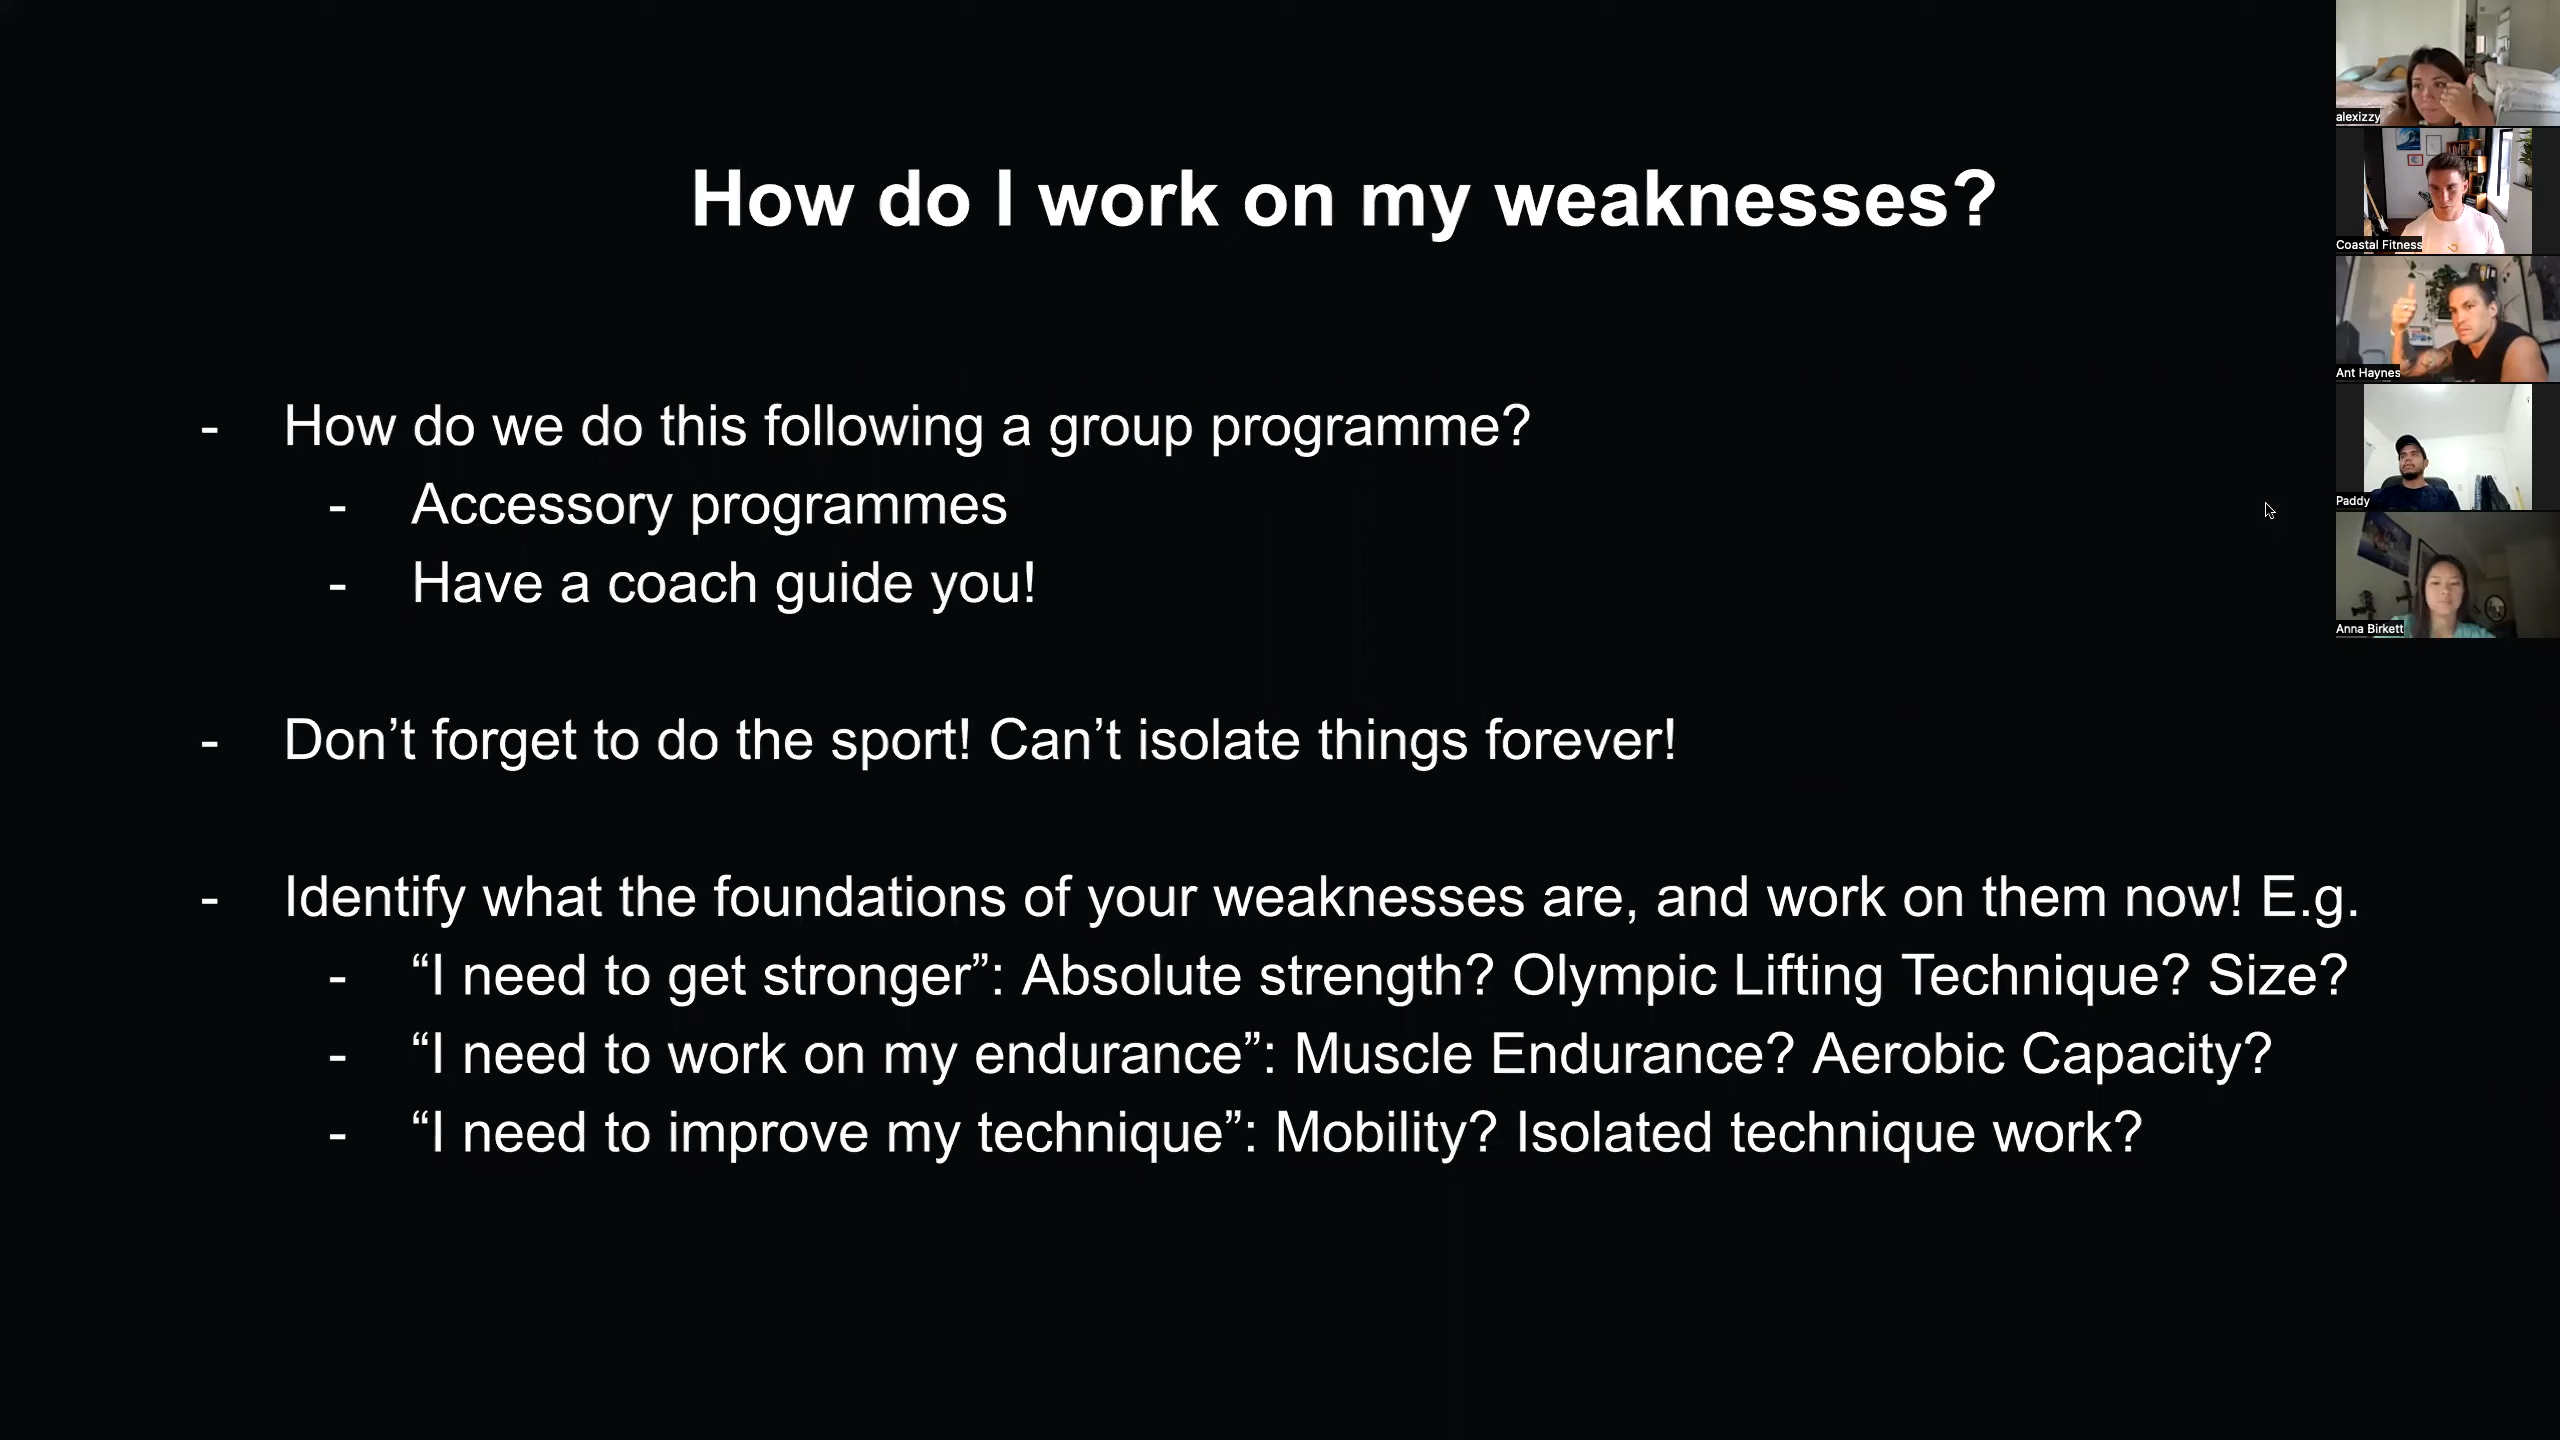 How do I work on my weaknesses?
- How do we do this following a group programme?
- Accessory programmes
- Have a coach guide you!
- Don’t forget to do the sport! Can’t isolate things forever!
- Identify what the foundations of your weaknesses are, and work on them now! E.g.
- “I need to get stronger”: Absolute strength? Olympic Lifting Technique? Size?
- “I need to work on my endurance”: Muscle Endurance? Aerobic Capacity?
- “I need to improve my technique”: Mobility? Isolated technique work?
alexizzy
Coastal Fitness
Ant Haynes
Paddy
Anna Birkett